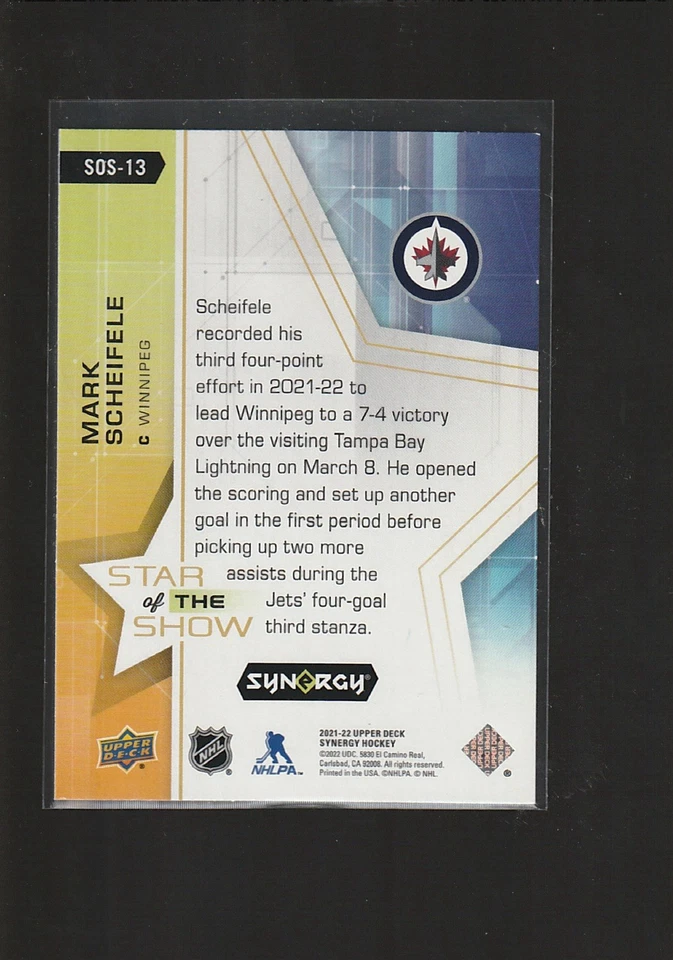 SOS-13
MARK
SCHEIFELE
C WINNIPEG
Scheifele
recorded his
third four-point
effort in 2021-22 to
lead Winnipeg to a 7-4 victory
over the visiting Tampa Bay
Lightning on March 8. He opened
the scoring and set up another
goal in the first period before
picking up two more
assists during the
Jets' four-goal
third stanza.
STAR
of THE
SHOW
SYNERGY®
UPPER
D·E·C·K
®
NHL
®
NHLPA™
2021-22 UPPER DECK
SYNERGY HOCKEY
©2022 UDC. 5830 El Camino Real,
Carlsbad, CA 92008. All rights reserved.
Printed in the USA. ©NHLPA. © NHL.
®